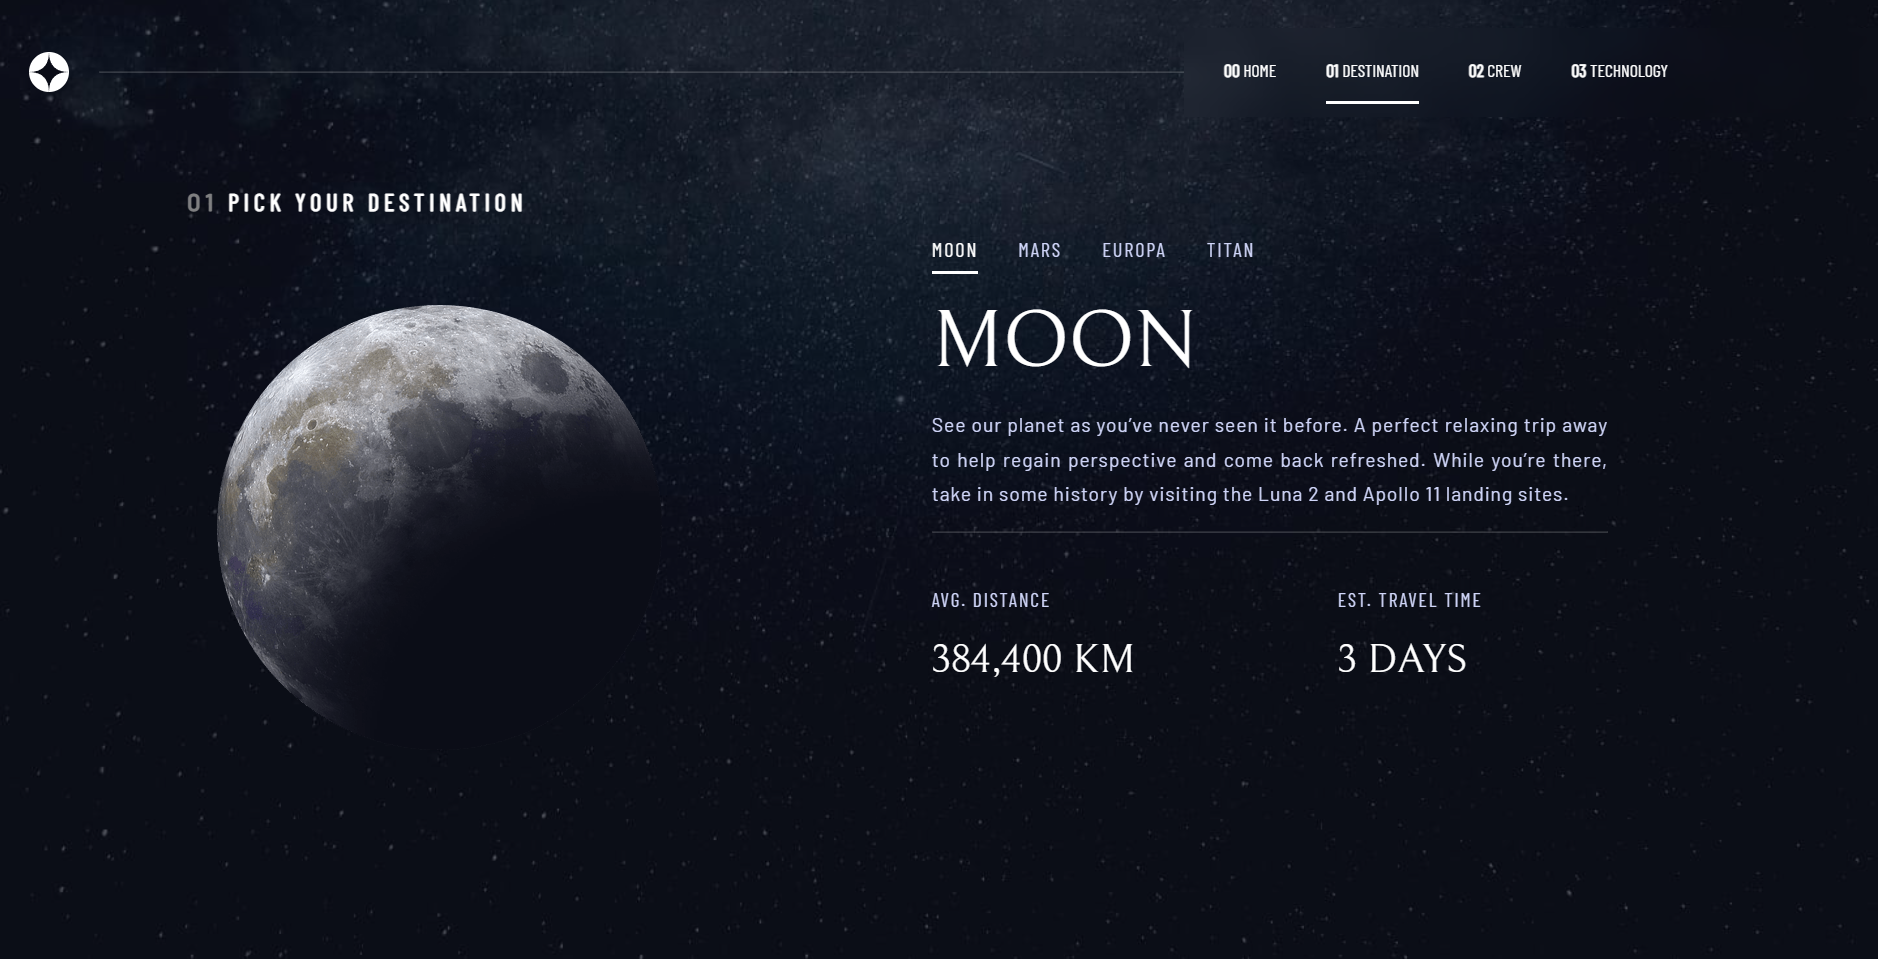 00 HOME
01 DESTINATION
02 CREW
03 TECHNOLOGY
01 PICK YOUR DESTINATION
MOON
MARS
EUROPA
TITAN
MOON
See our planet as you’ve never seen it before. A perfect relaxing trip away
to help regain perspective and come back refreshed. While you’re there,
take in some history by visiting the Luna 2 and Apollo 11 landing sites.
AVG. DISTANCE
384,400 KM
EST. TRAVEL TIME
3 DAYS